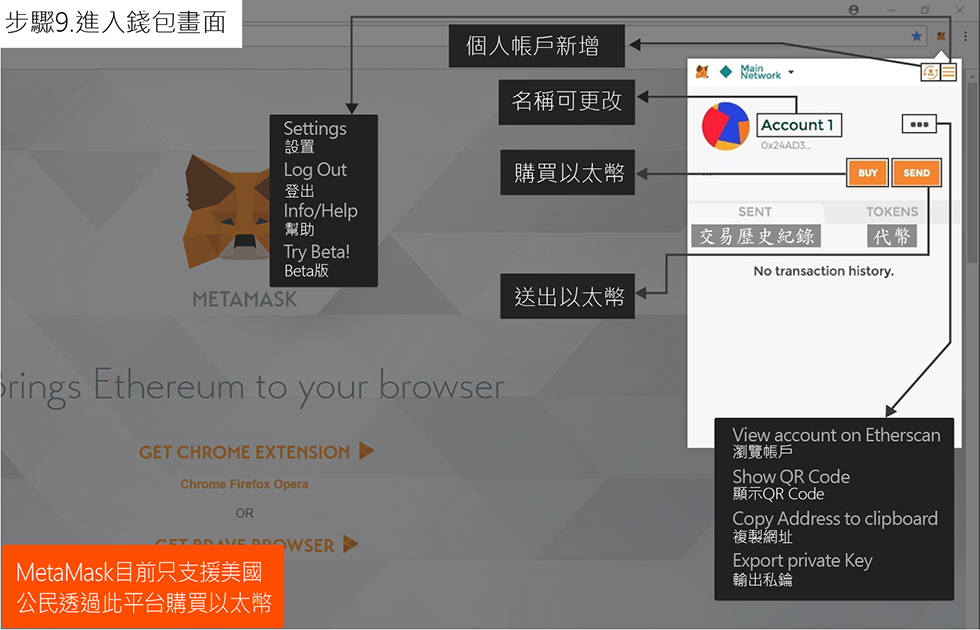 步驟9.進入錢包畫面
個人帳戶新增
Main
Network
名稱可更改
Account 1
0x24AD3...
Settings
設置
Log Out
登出
Info/Help
幫助
Try Beta!
Beta版
購買以太幣
BUY
SEND
SENT
TOKENS
交易歷史紀錄
代幣
No transaction history.
送出以太幣
METAMASK
rings Ethereum to your browser
GET CHROME EXTENSION
Chrome Firefox Opera
OR
GET BRAVE BROWSER
View account on Etherscan
瀏覽帳戶
Show QR Code
顯示QR Code
Copy Address to clipboard
複製網址
Export private Key
輸出私鑰
MetaMask目前只支援美國
公民透過此平台購買以太幣